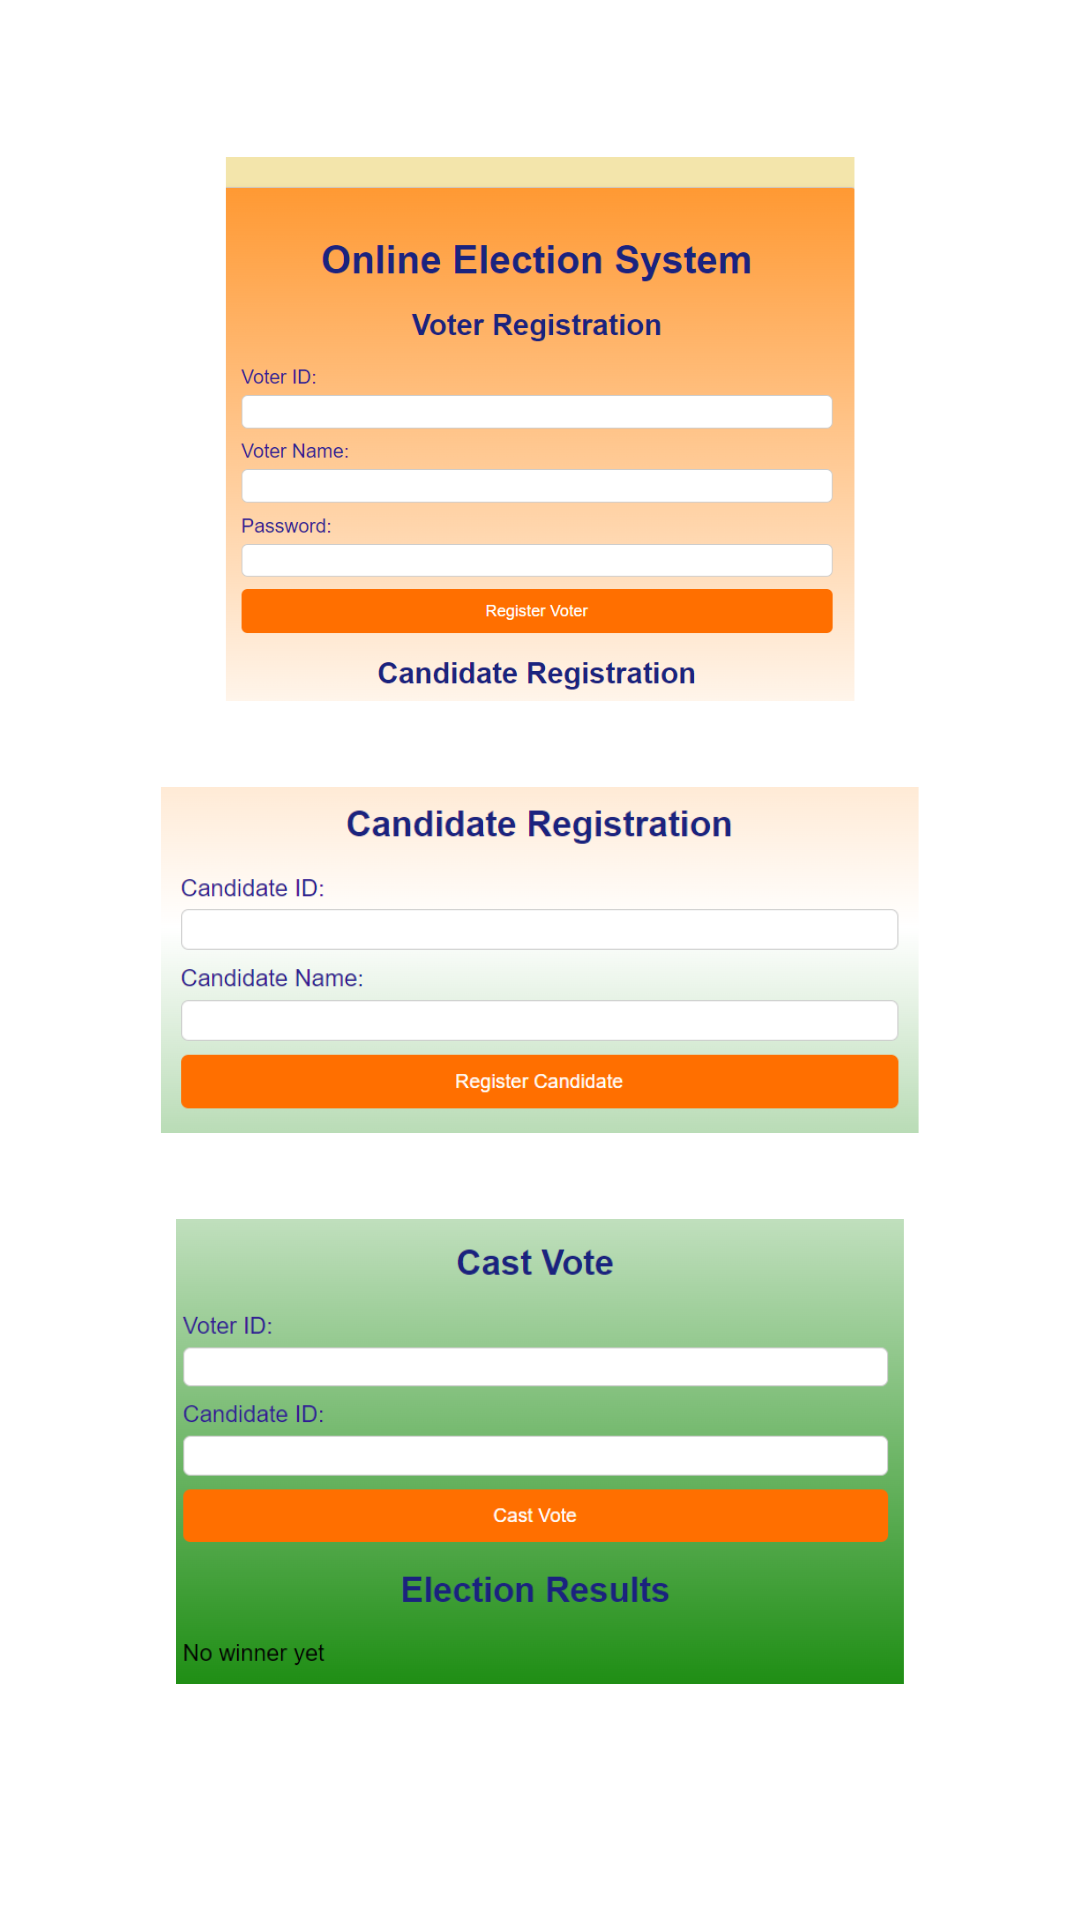 Online Election System
Voter Registration
Voter ID:
Voter Name:
Password:
Register Voter
Candidate Registration
Candidate Registration
Candidate ID:
Candidate Name:
Register Candidate
Cast Vote
Voter ID:
Candidate ID:
Cast Vote
Election Results
No winner yet